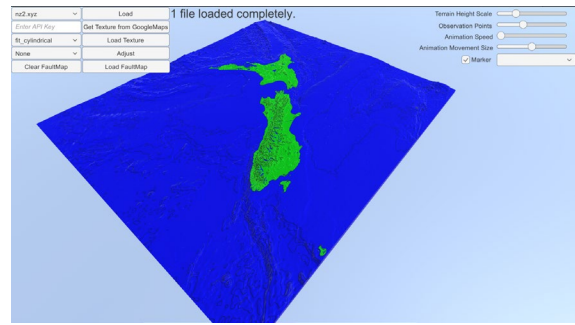 nz2.xyz
Load
1 file loaded completely.
Enter API Key
Get Texture from GoogleMaps
fit_cylindrical
Load Texture
None
Adjust
Clear FaultMap
Load FaultMap
Terrain Height Scale
Observation Points
Animation Speed
Animation Movement Size
Marker